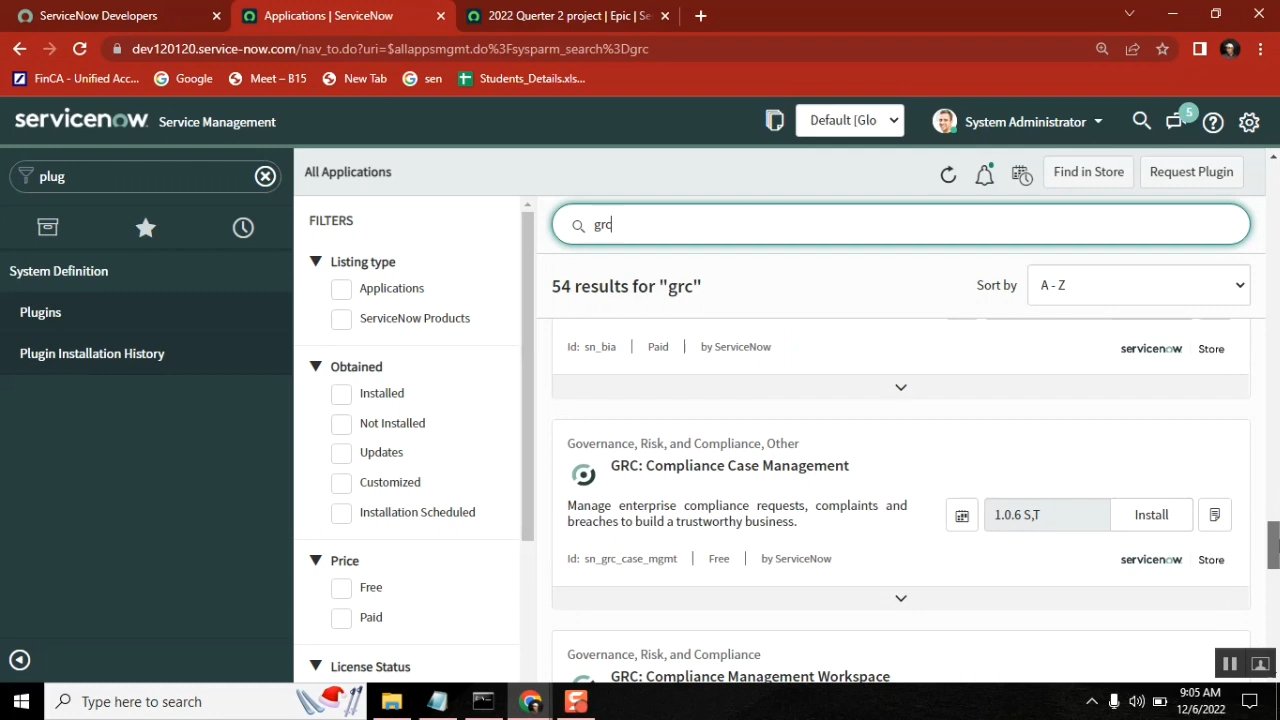 ServiceNow Developers
Applications | ServiceNow
2022 Querter 2 project | Epic | Se
dev120120.service-now.com/nav_to.do?uri=$allappsmgmt.do%3Fsysparm_search%3Dgrc
FinCA - Unified Acc...
Google
Meet – B15
New Tab
sen
Students_Details.xls...
servicenow Service Management
Default [Glo
System Administrator
5
plug
All Applications
Find in Store
Request Plugin
System Definition
Plugins
Plugin Installation History
FILTERS
Listing type
Applications
ServiceNow Products
Obtained
Installed
Not Installed
Updates
Customized
Installation Scheduled
Price
Free
Paid
License Status
grc
54 results for "grc"
Sort by
A - Z
Id: sn_bia | Paid | by ServiceNow
servicenow Store
Governance, Risk, and Compliance, Other
GRC: Compliance Case Management
Manage enterprise compliance requests, complaints and
breaches to build a trustworthy business.
1.0.6 S,T
Install
Id: sn_grc_case_mgmt | Free | by ServiceNow
servicenow Store
Governance, Risk, and Compliance
GRC: Compliance Management Workspace
Type here to search
9:05 AM
12/6/2022